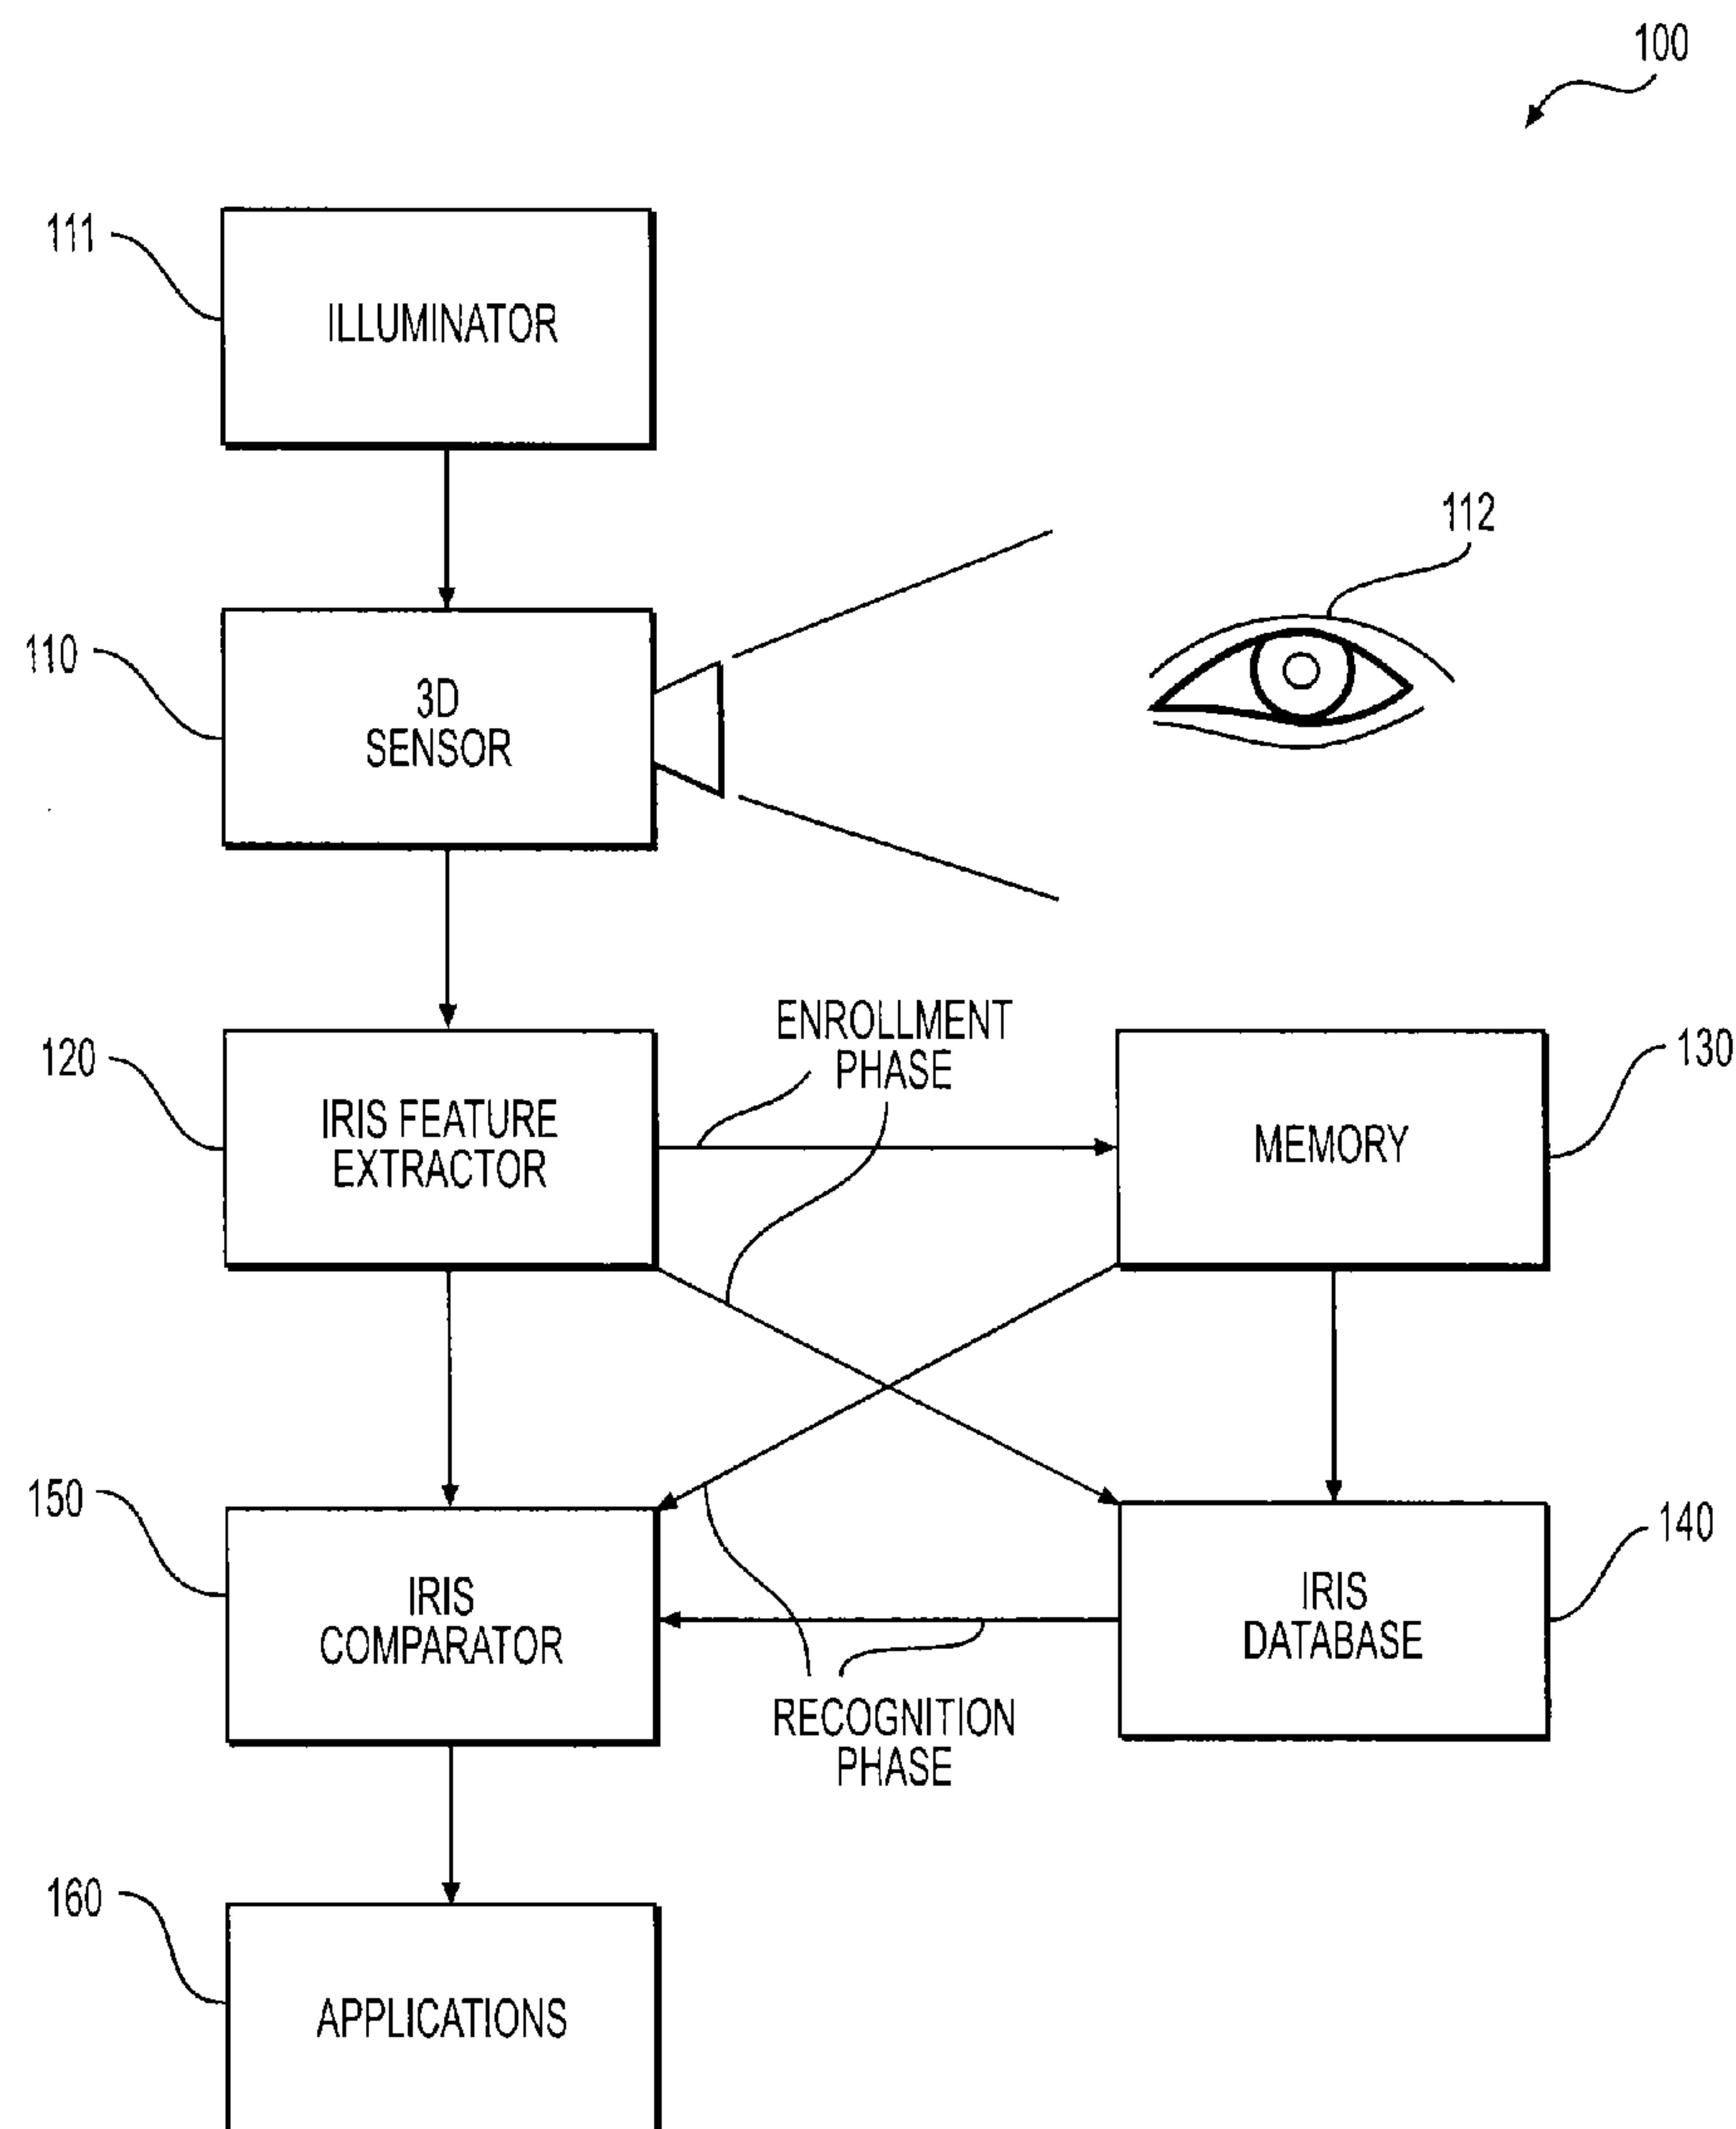 100
111
ILLUMINATOR
112
110
3D
SENSOR
ENROLLMENT
PHASE
120
IRIS FEATURE
EXTRACTOR
130
MEMORY
150
IRIS
COMPARATOR
140
IRIS
DATABASE
RECOGNITION
PHASE
160
APPLICATIONS